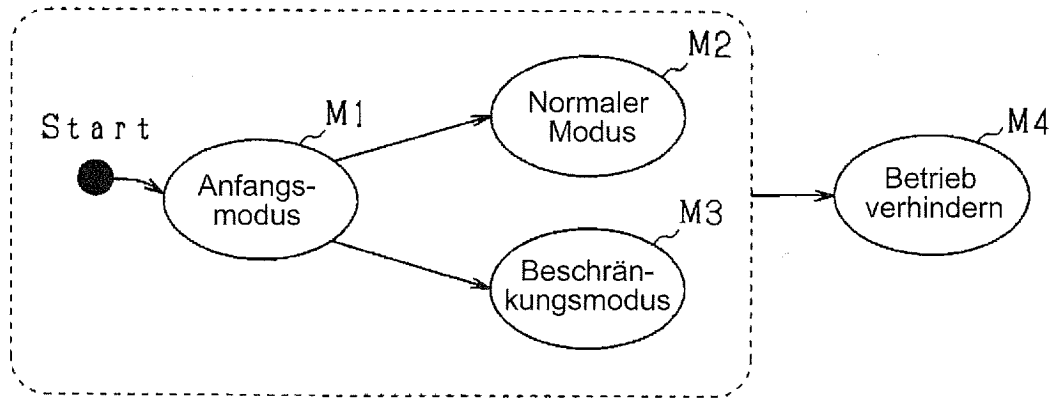 Start
M1
Anfangs-
modus
M2
Normaler
Modus
M3
Beschrän-
kungsmodus
M4
Betrieb
verhindern